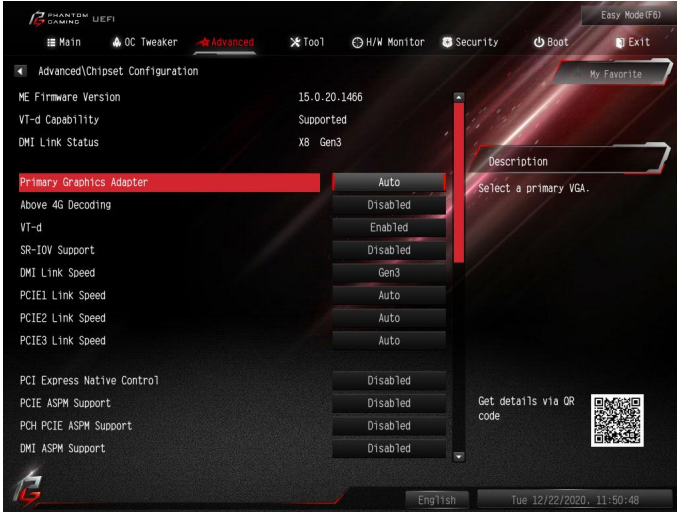 PHANTOM GAMING UEFI
Easy Mode(F6)
Main OC Tweaker Advanced Tool H/W Monitor Security Boot Exit
Advanced\Chipset Configuration
My Favorite
ME Firmware Version 15.0.20.1466
VT-d Capability Supported
DMI Link Status X8 Gen3
Description
Primary Graphics Adapter Auto
Select a primary VGA.
Above 4G Decoding Disabled
VT-d Enabled
SR-IOV Support Disabled
DMI Link Speed Gen3
PCIE1 Link Speed Auto
PCIE2 Link Speed Auto
PCIE3 Link Speed Auto
PCI Express Native Control Disabled
PCIE ASPM Support Disabled
PCH PCIE ASPM Support Disabled
DMI ASPM Support Disabled
Get details via QR
code
English
Tue 12/22/2020. 11:50:48